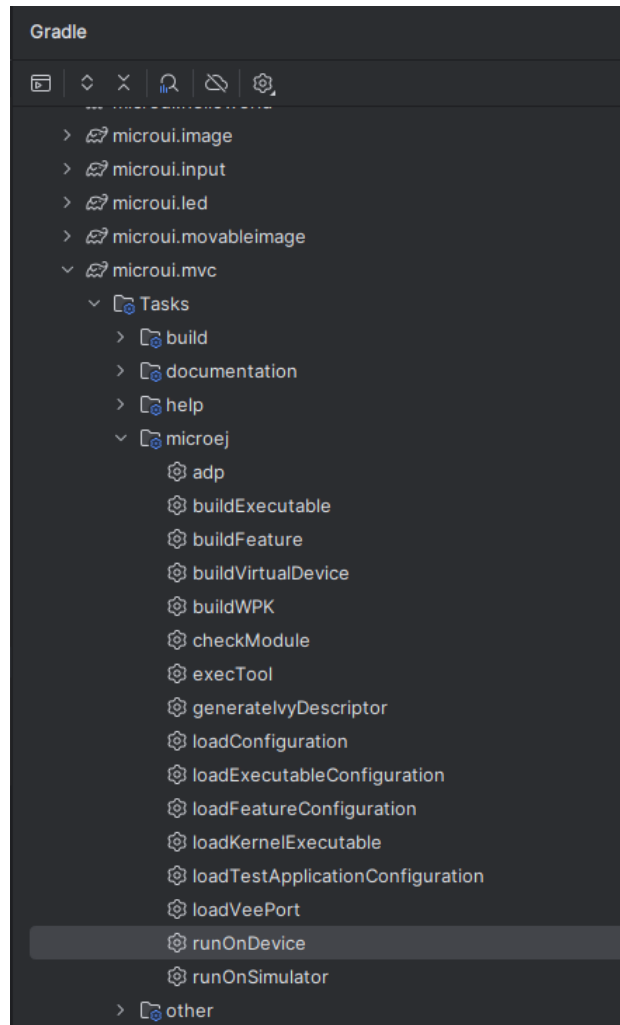 Gradle
microui.image
microui.input
microui.led
microui.movableimage
microui.mvc
Tasks
build
documentation
help
microej
adp
buildExecutable
buildFeature
buildVirtualDevice
buildWPK
checkModule
execTool
generateIvyDescriptor
loadConfiguration
loadExecutableConfiguration
loadFeatureConfiguration
loadKernelExecutable
loadTestApplicationConfiguration
loadVeePort
runOnDevice
runOnSimulator
other